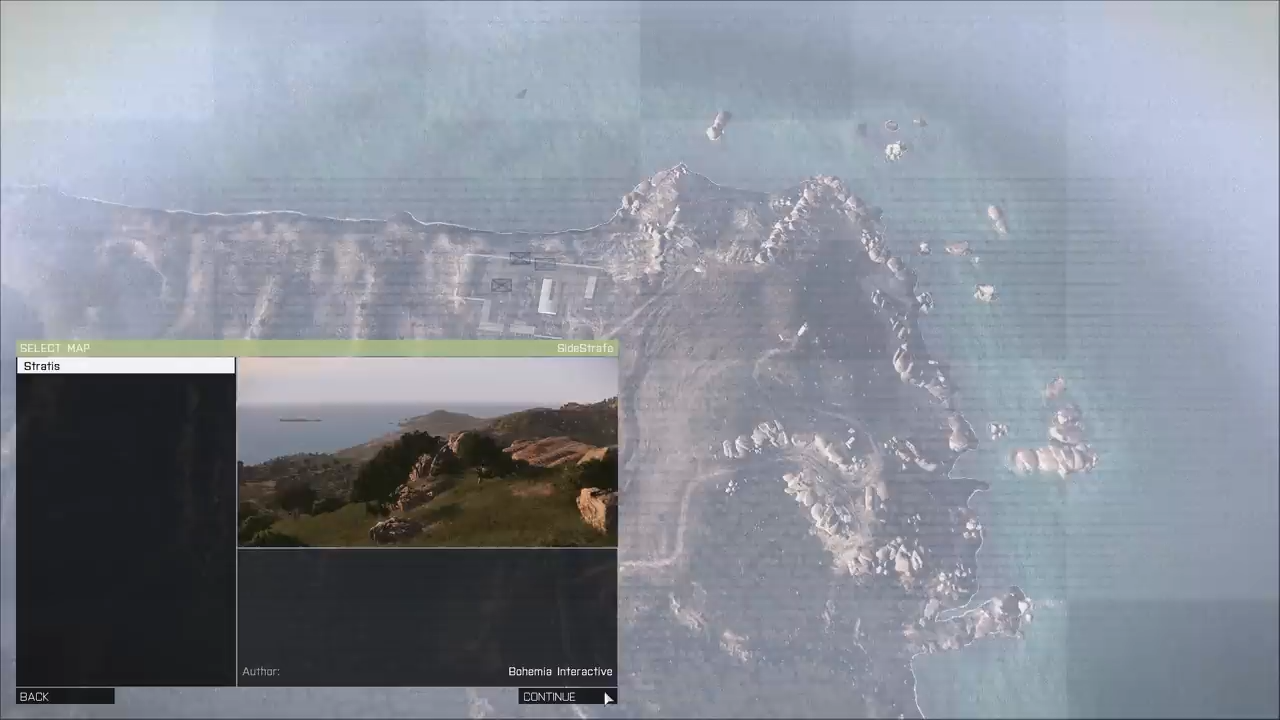 SELECT MAP SideStrafe
Stratis
Author: Bohemia Interactive
BACK CONTINUE